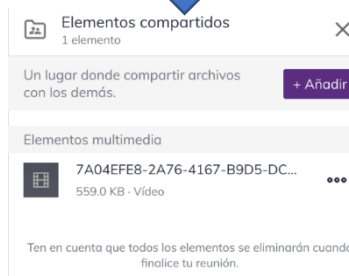 Elementos compartidos
1 elemento
Un lugar donde compartir archivos
con los demás.
+ Añadir
Elementos multimedia
7A04EFE8-2A76-4167-B9D5-DC...
559.0 KB · Vídeo
Ten en cuenta que todos los elementos se eliminarán cuando
finalice tu reunión.